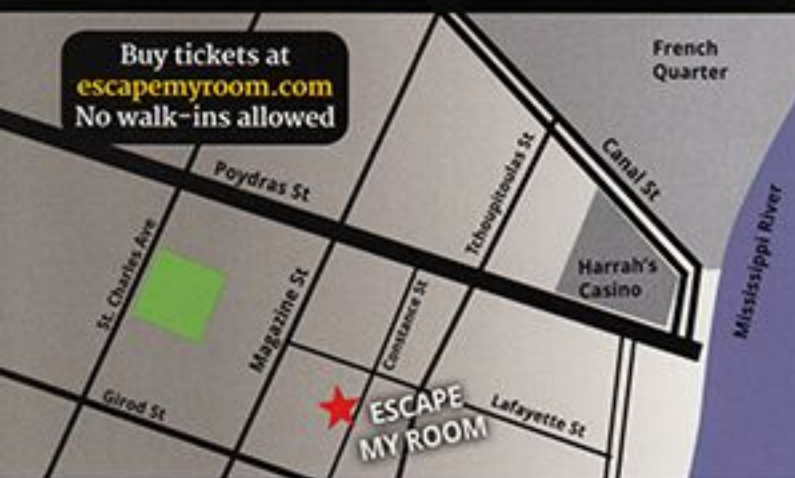 Buy tickets at
escapemyroom.com
No walk-ins allowed
French
Quarter
Canal St
Poydras St
Tchoupitoulas St
St. Charles Ave
Magazine St
Constance St
Harrah's
Casino
Mississippi River
Girod St
Lafayette St
ESCAPE
MY ROOM